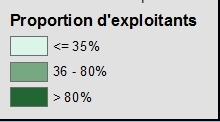 Proportion d'exploitants
<= 35%
36 - 80%
> 80%